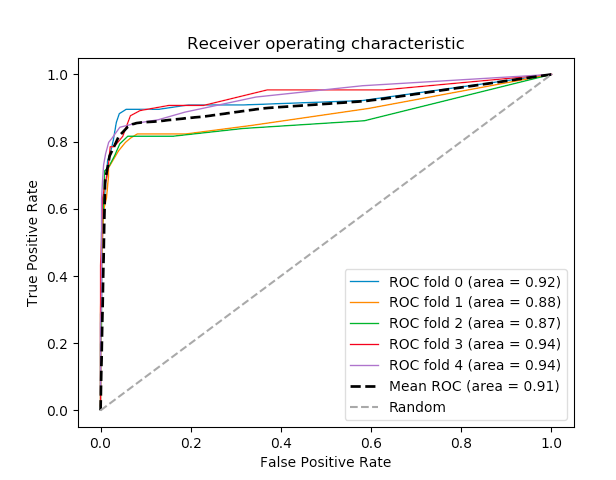 Receiver operating characteristic
True Positive Rate
1.0
0.8
0.6
0.4
0.2
0.0
ROC fold 0 (area = 0.92)
ROC fold 1 (area = 0.88)
ROC fold 2 (area = 0.87)
ROC fold 3 (area = 0.94)
ROC fold 4 (area = 0.94)
Mean ROC (area = 0.91)
Random
0.0 0.2 0.4 0.6 0.8 1.0
False Positive Rate